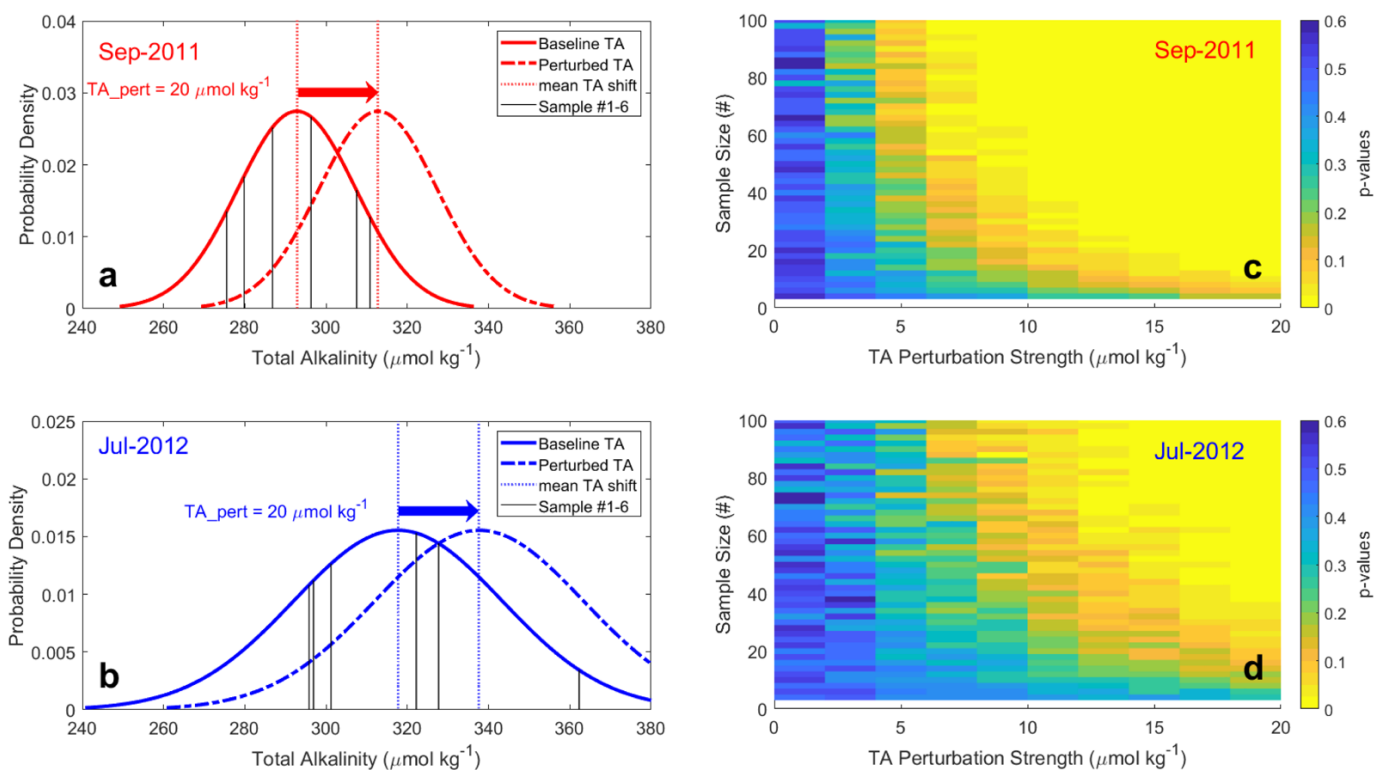 0.04
0.03
0.02
0.01
0
Probability Density
Sep-2011
TA_pert = 20 μmol kg⁻¹
Baseline TA
Perturbed TA
mean TA shift
Sample #1-6
a
240 260 280 300 320 340 360 380
Total Alkalinity (μmol kg⁻¹)
100
80
60
40
20
0
Sample Size (#)
Sep-2011
c
0 5 10 15 20
TA Perturbation Strength (μmol kg⁻¹)
0.6
0.5
0.4
0.3
0.2
0.1
0
p-values
0.025
0.02
0.015
0.01
0.005
0
Probability Density
Jul-2012
TA_pert = 20 μmol kg⁻¹
Baseline TA
Perturbed TA
mean TA shift
Sample #1-6
b
240 260 280 300 320 340 360 380
Total Alkalinity (μmol kg⁻¹)
100
80
60
40
20
0
Sample Size (#)
Jul-2012
d
0 5 10 15 20
TA Perturbation Strength (μmol kg⁻¹)
0.6
0.5
0.4
0.3
0.2
0.1
0
p-values